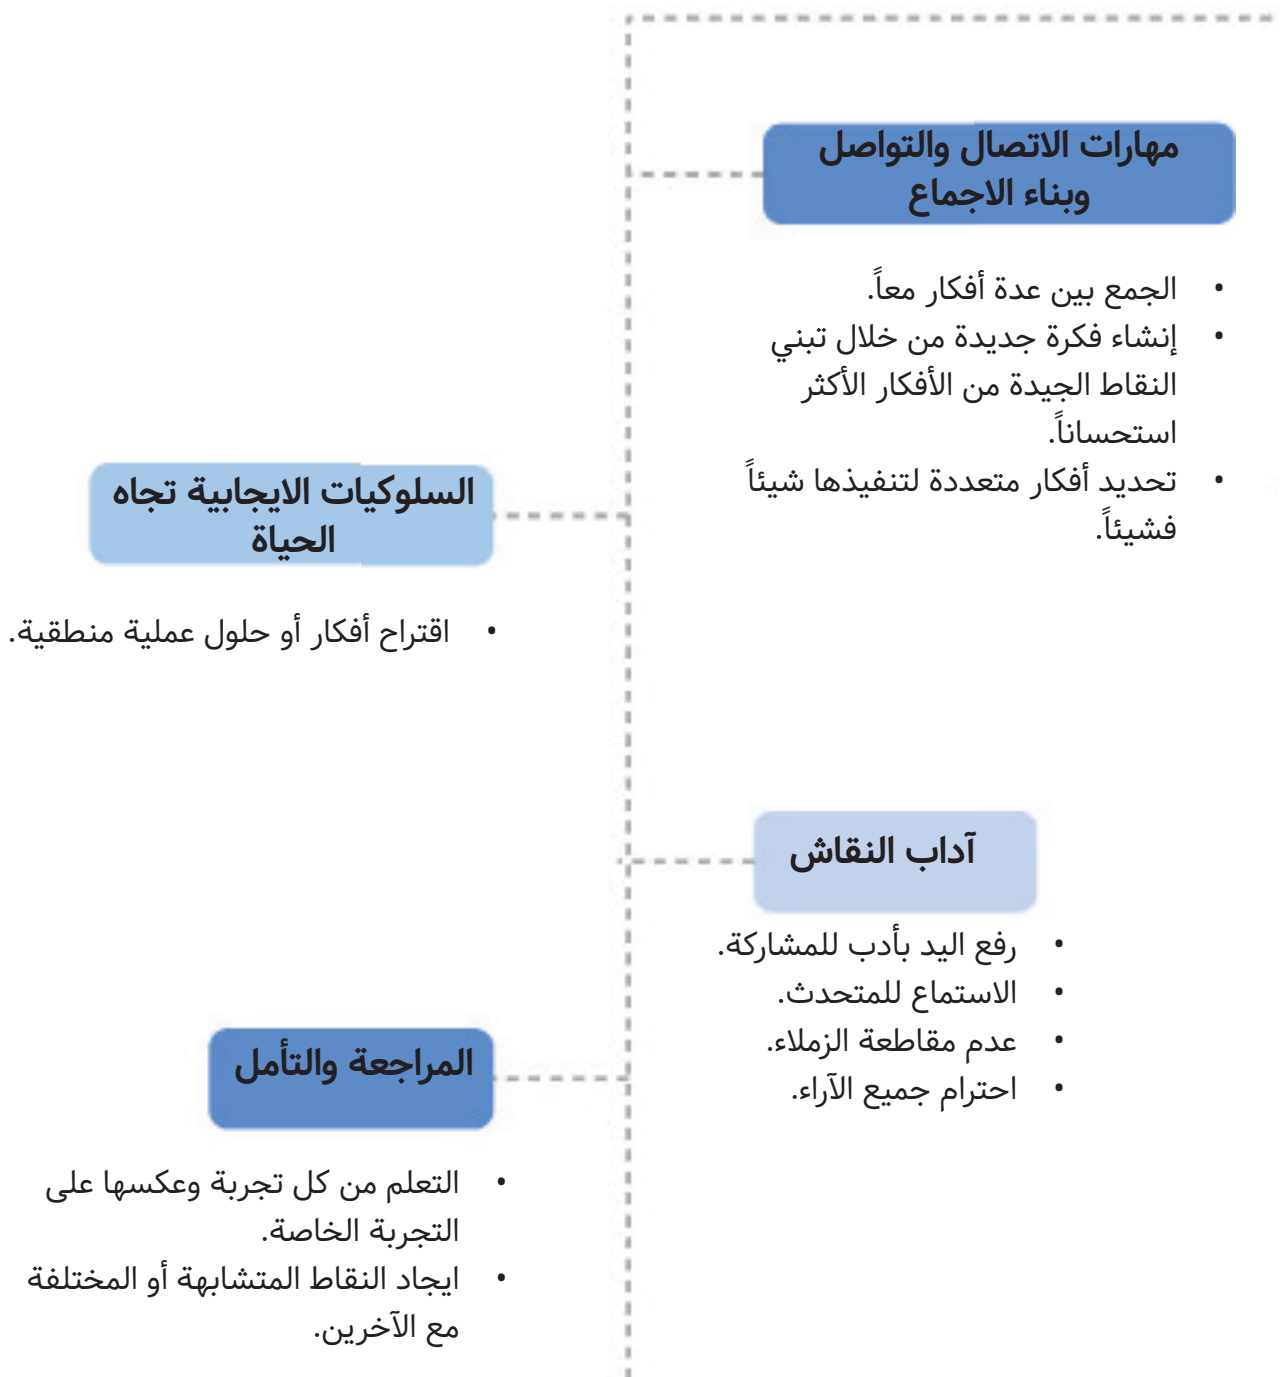 مهارات الاتصال والتواصل
وبناء الاجماع
• الجمع بين عدة أفكار معاً.
• إنشاء فكرة جديدة من خلال تبني
النقاط الجيدة من الأفكار الأكثر
استحساناً.
• تحديد أفكار متعددة لتنفيذها شيئاً
فشيئاً.
السلوكيات الايجابية تجاه
الحياة
• اقتراح أفكار أو حلول عملية منطقية.
آداب النقاش
• رفع اليد بأدب للمشاركة.
• الاستماع للمتحدث.
• عدم مقاطعة الزملاء.
• احترام جميع الآراء.
المراجعة والتأمل
• التعلم من كل تجربة وعكسها على
التجربة الخاصة.
• ايجاد النقاط المتشابهة أو المختلفة
مع الآخرين.